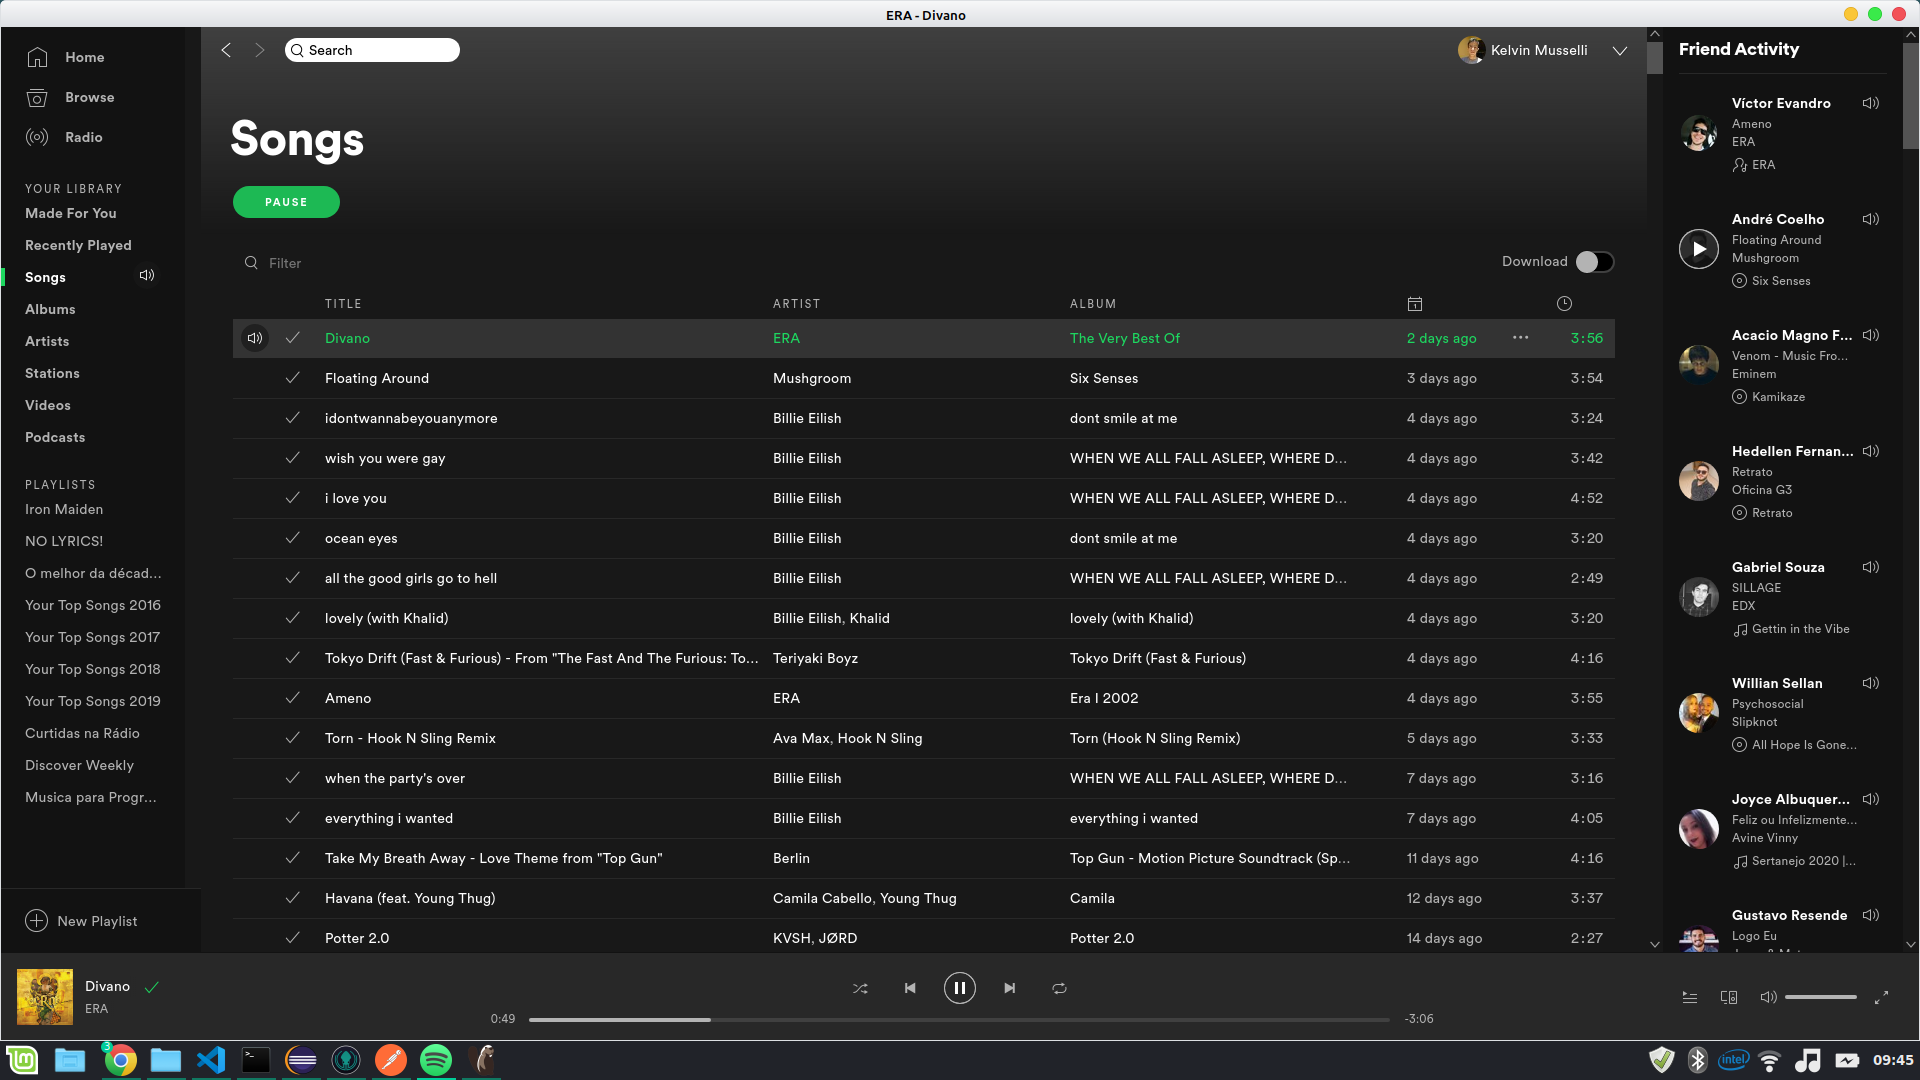 ERA - Divano
Home
Browse
Radio
YOUR LIBRARY
Made For You
Recently Played
Songs
Albums
Artists
Stations
Videos
Podcasts
PLAYLISTS
Iron Maiden
NO LYRICS!
O melhor da décad...
Your Top Songs 2016
Your Top Songs 2017
Your Top Songs 2018
Your Top Songs 2019
Curtidas na Rádio
Discover Weekly
Musica para Progr...
New Playlist
Search
Kelvin Musselli
Songs
PAUSE
Filter
Download
TITLE ARTIST ALBUM
Divano ERA The Very Best Of 2 days ago 3:56
Floating Around Mushgroom Six Senses 3 days ago 3:54
idontwannabeyouanymore Billie Eilish dont smile at me 4 days ago 3:24
wish you were gay Billie Eilish WHEN WE ALL FALL ASLEEP, WHERE D... 4 days ago 3:42
i love you Billie Eilish WHEN WE ALL FALL ASLEEP, WHERE D... 4 days ago 4:52
ocean eyes Billie Eilish dont smile at me 4 days ago 3:20
all the good girls go to hell Billie Eilish WHEN WE ALL FALL ASLEEP, WHERE D... 4 days ago 2:49
lovely (with Khalid) Billie Eilish, Khalid lovely (with Khalid) 4 days ago 3:20
Tokyo Drift (Fast & Furious) - From "The Fast And The Furious: To... Teriyaki Boyz Tokyo Drift (Fast & Furious) 4 days ago 4:16
Ameno ERA Era I 2002 4 days ago 3:55
Torn - Hook N Sling Remix Ava Max, Hook N Sling Torn (Hook N Sling Remix) 5 days ago 3:33
when the party's over Billie Eilish WHEN WE ALL FALL ASLEEP, WHERE D... 7 days ago 3:16
everything i wanted Billie Eilish everything i wanted 7 days ago 4:05
Take My Breath Away - Love Theme from "Top Gun" Berlin Top Gun - Motion Picture Soundtrack (Sp... 11 days ago 4:16
Havana (feat. Young Thug) Camila Cabello, Young Thug Camila 12 days ago 3:37
Potter 2.0 KVSH, JØRD Potter 2.0 14 days ago 2:27
Friend Activity
Víctor Evandro
Ameno
ERA
ERA
André Coelho
Floating Around
Mushgroom
Six Senses
Acacio Magno F...
Venom - Music Fro...
Eminem
Kamikaze
Hedellen Fernan...
Retrato
Oficina G3
Retrato
Gabriel Souza
SILLAGE
EDX
Gettin in the Vibe
Willian Sellan
Psychosocial
Slipknot
All Hope Is Gone...
Joyce Albuquer...
Feliz ou Infelizmente...
Avine Vinny
Sertanejo 2020 |...
Gustavo Resende
Logo Eu
Divano
ERA
0:49
-3:06
3
intel
09:45